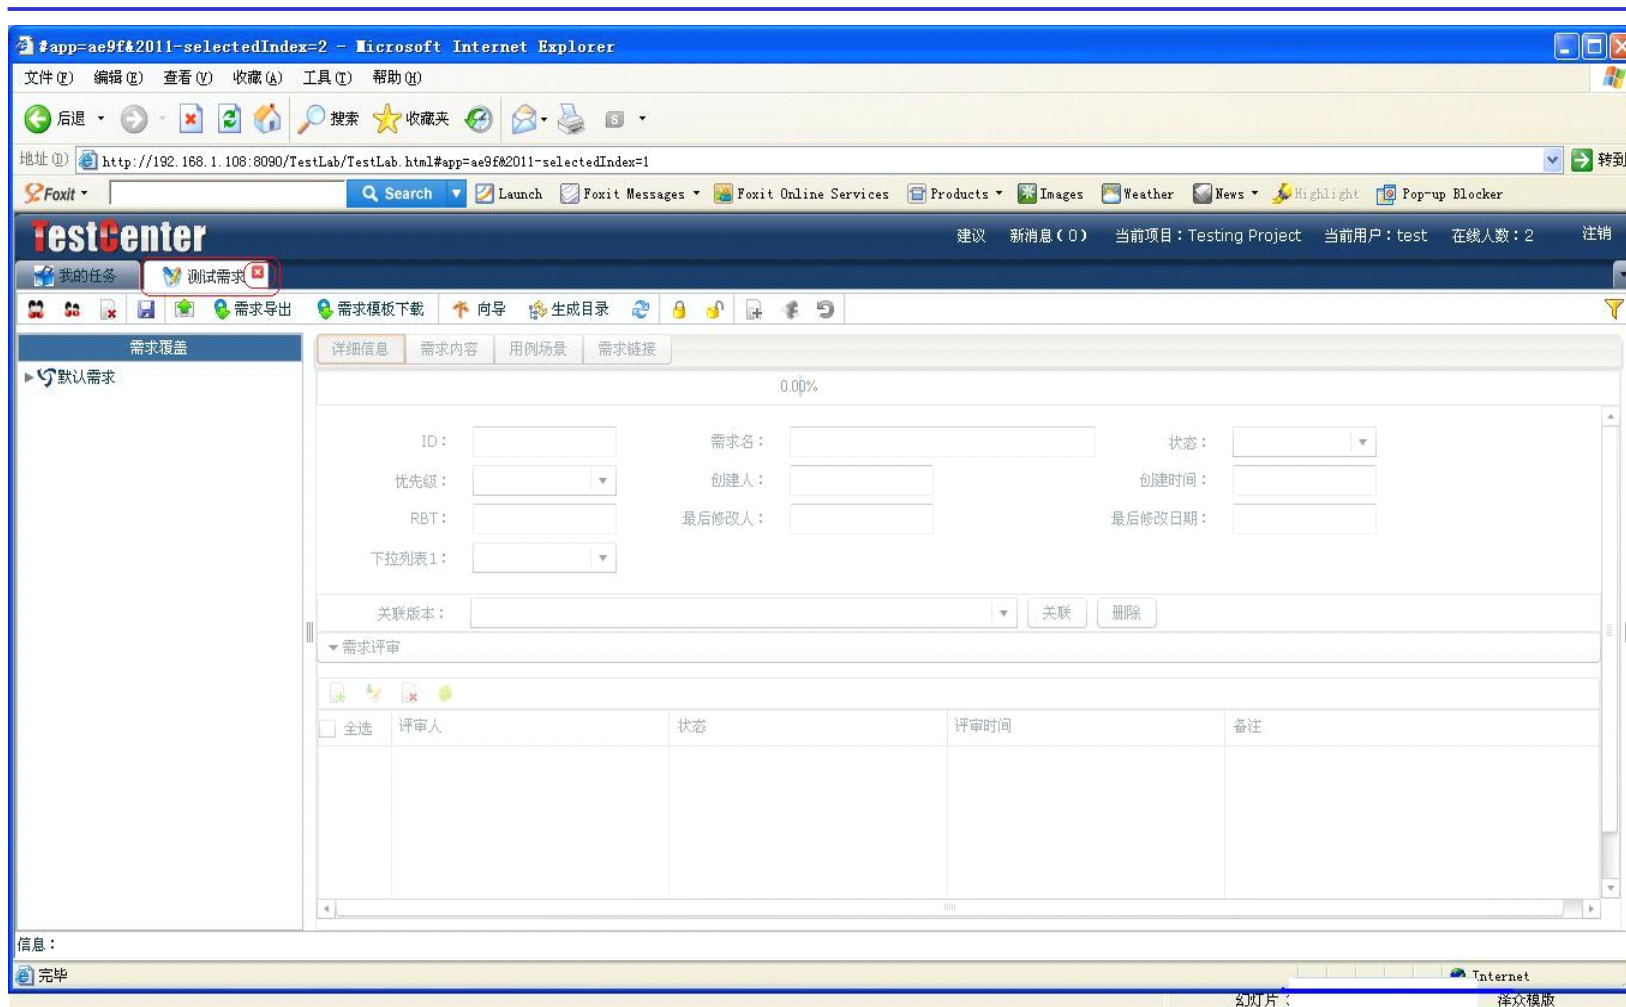 #app=ae9f&2011-selectedIndex=2 - Microsoft Internet Explorer
文件(F) 编辑(E) 查看(V) 收藏(A) 工具(T) 帮助(H)
后退 搜索 收藏夹
地址(D) http://192.168.1.108:8090/TestLab/TestLab.html#app=ae9f&2011-selectedIndex=1 转到
Foxit Search Launch Foxit Messages Foxit Online Services Products Images Weather News Highlight Pop-up Blocker
TestCenter 建议 新消息(0) 当前项目:Testing Project 当前用户:test 在线人数:2 注销
我的任务 测试需求
需求导出 需求模板下载 向导 生成目录
需求覆盖 详细信息 需求内容 用例场景 需求链接
默认需求
0.00%
ID: 需求名: 状态:
优先级: 创建人: 创建时间:
RBT: 最后修改人: 最后修改日期:
下拉列表1:
关联版本: 关联 删除
需求评审
全选 评审人 状态 评审时间 备注
信息:
完毕 Internet
幻灯片: 泽众模版